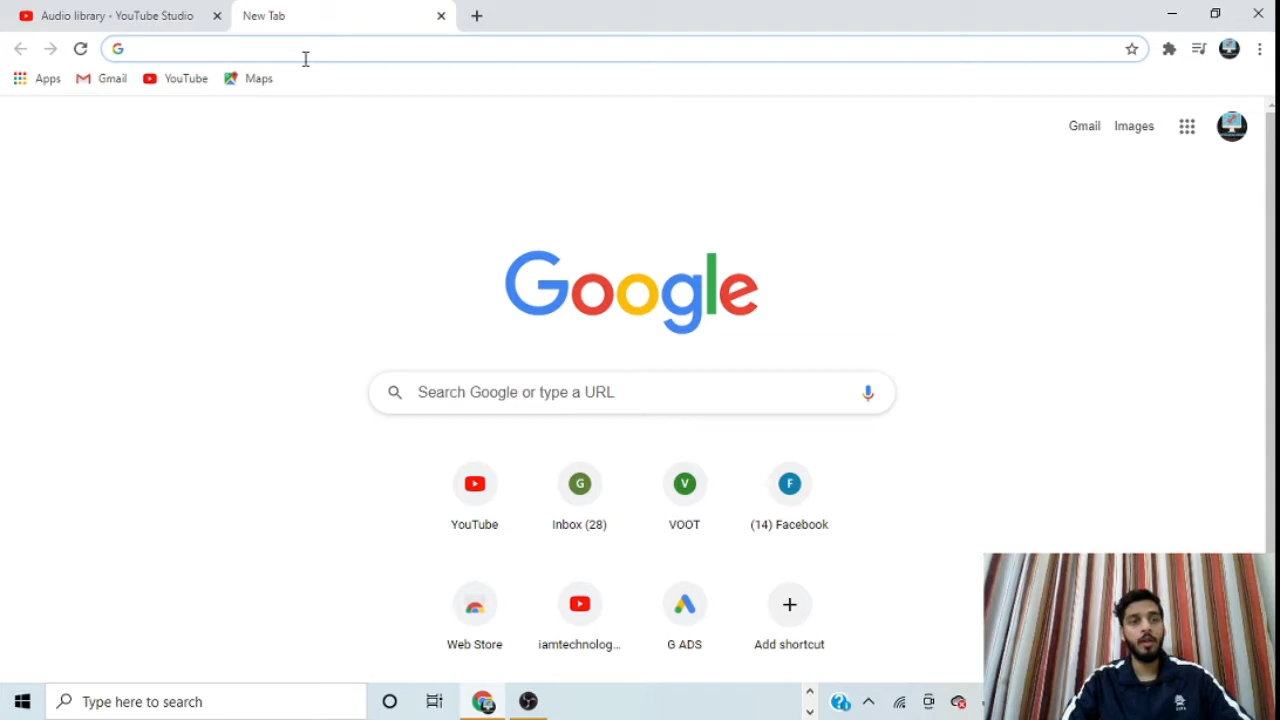 Audio library - YouTube Studio
New Tab
Apps
Gmail
YouTube
Maps
Gmail
Images
Google
Search Google or type a URL
G
V
F
YouTube
Inbox (28)
VOOT
(14) Facebook
Web Store
iamtechnolog...
G ADS
Add shortcut
Type here to search